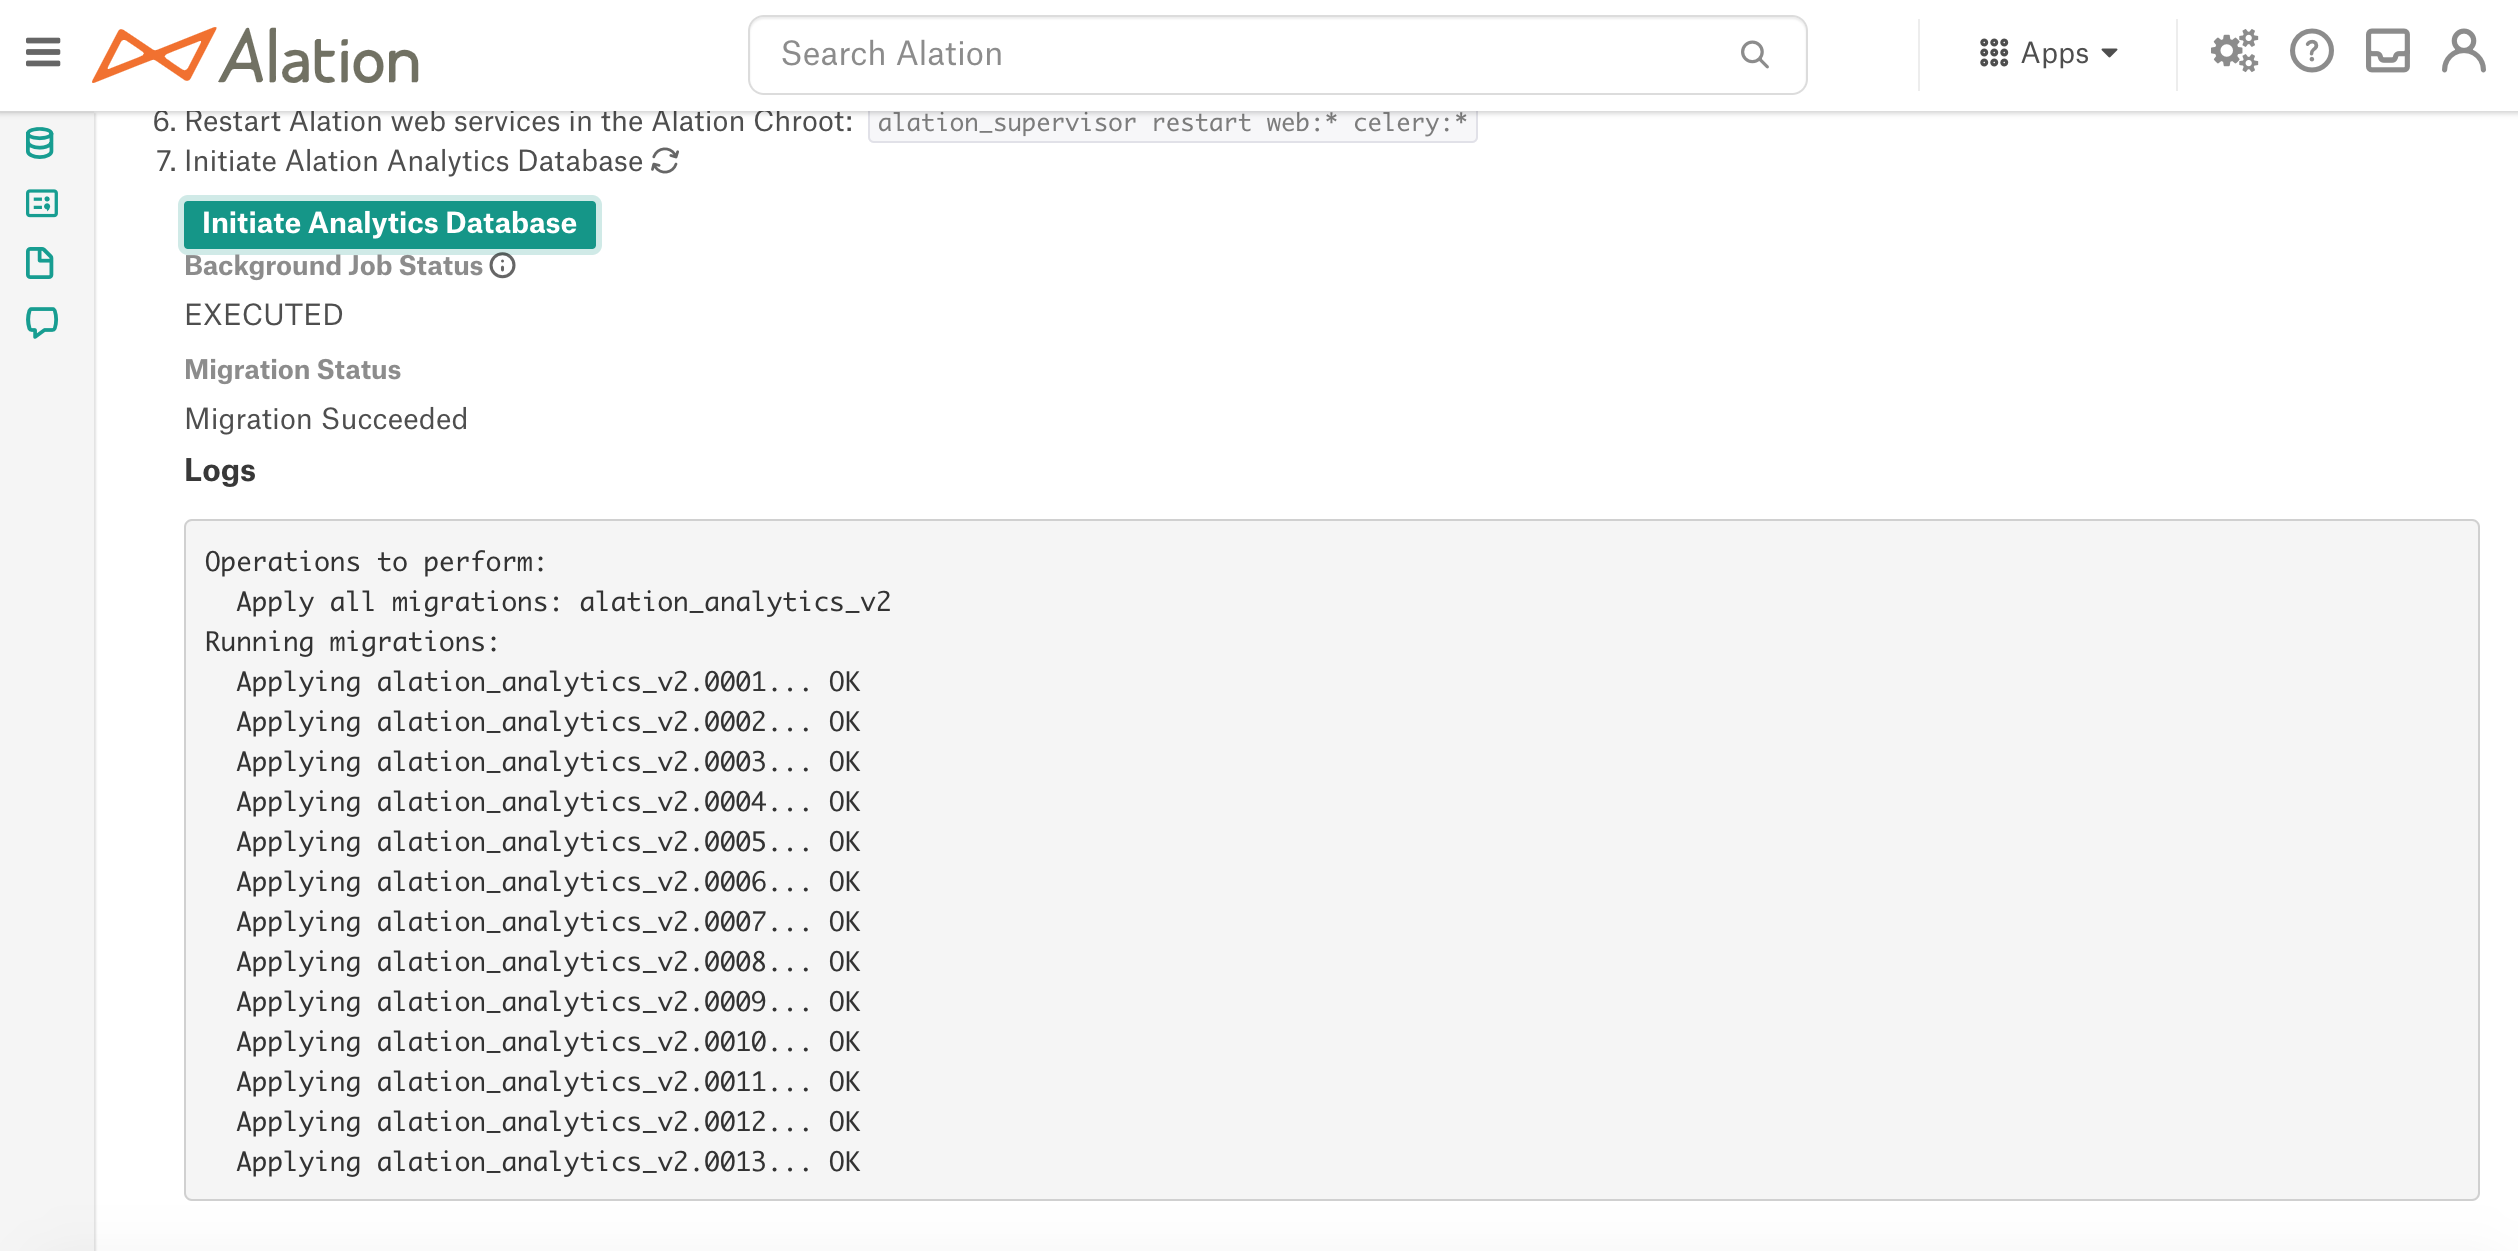 Alation
Search Alation
Apps
6. Restart Alation web services in the Alation Chroot: alation_supervisor restart web:* celery:*
7. Initiate Alation Analytics Database
Initiate Analytics Database
Background Job Status
EXECUTED
Migration Status
Migration Succeeded
Logs
Operations to perform:
  Apply all migrations: alation_analytics_v2
Running migrations:
  Applying alation_analytics_v2.0001... OK
  Applying alation_analytics_v2.0002... OK
  Applying alation_analytics_v2.0003... OK
  Applying alation_analytics_v2.0004... OK
  Applying alation_analytics_v2.0005... OK
  Applying alation_analytics_v2.0006... OK
  Applying alation_analytics_v2.0007... OK
  Applying alation_analytics_v2.0008... OK
  Applying alation_analytics_v2.0009... OK
  Applying alation_analytics_v2.0010... OK
  Applying alation_analytics_v2.0011... OK
  Applying alation_analytics_v2.0012... OK
  Applying alation_analytics_v2.0013... OK